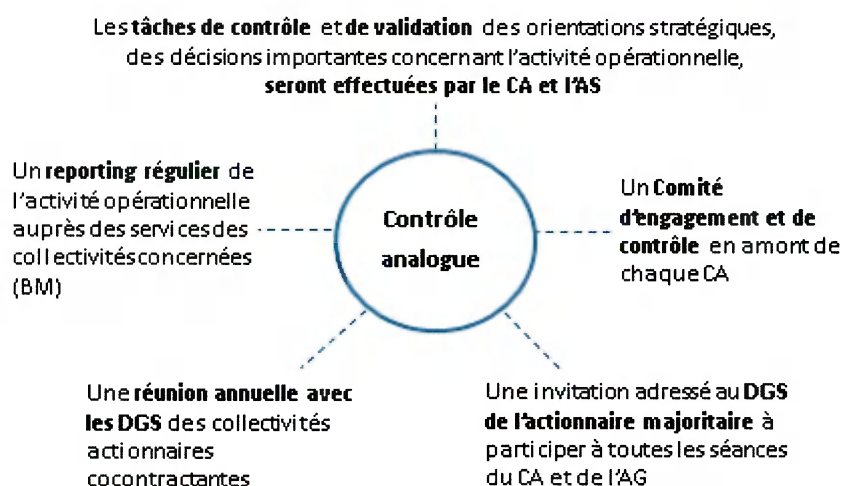 Les tâches de contrôle et de validation des orientations stratégiques,
des décisions importantes concernant l'activité opérationnelle,
seront effectuées par le CA et l'AS
Un reporting régulier de
l'activité opérationnelle
auprès des services des
collectivités concernées
(BM)
Contrôle
analogue
Un Comité
d'engagement et de
contrôle en amont de
chaque CA
Une réunion annuelle avec
les DGS des collectivités
actionnaires
cocontractantes
Une invitation adressé au DGS
de l'actionnaire majoritaire à
participer à toutes les séances
du CA et de l'AG